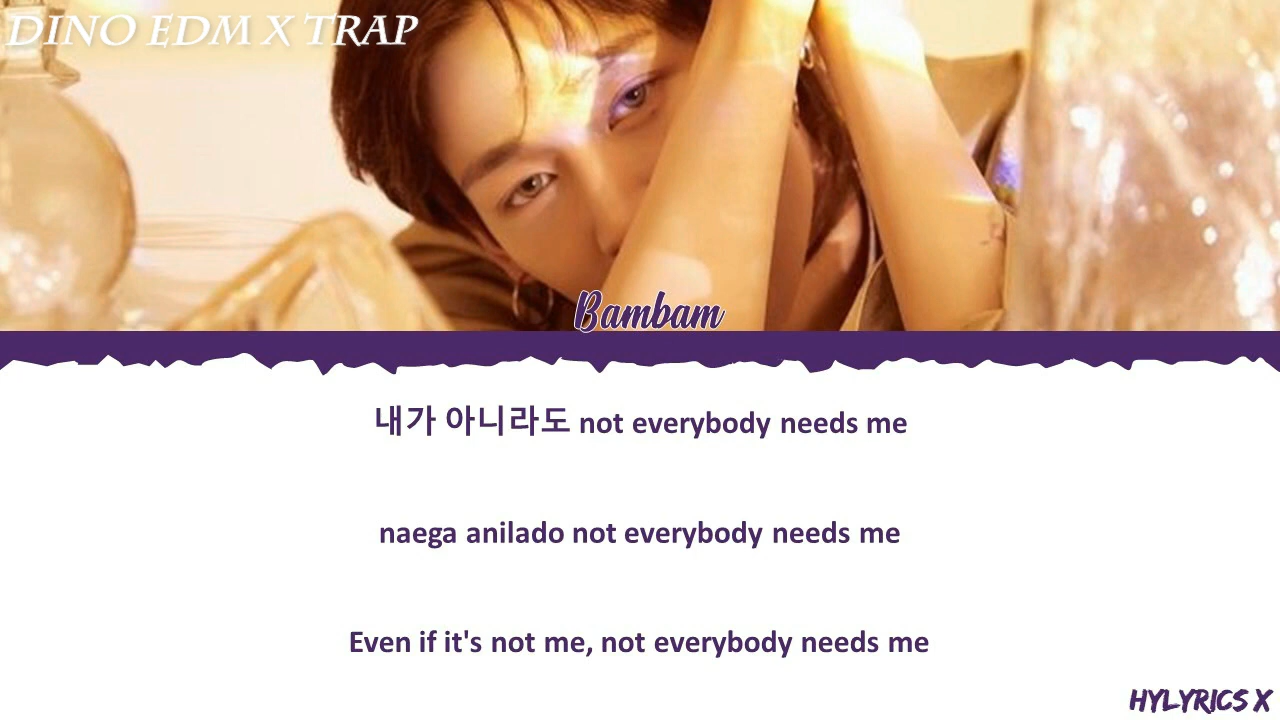 DINO EDM X TRAP
Bambam
내가 아니라도 not everybody needs me
naega anilado not everybody needs me
Even if it's not me, not everybody needs me
HYLYRICS X